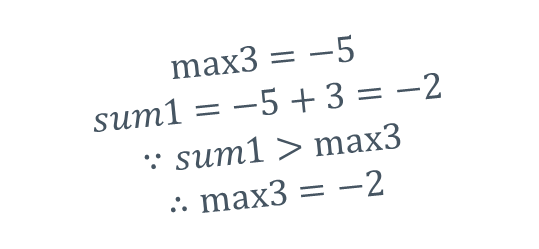 max3 = −5
sum1 = −5 + 3 = −2
∵ sum1 > max3
∴ max3 = −2